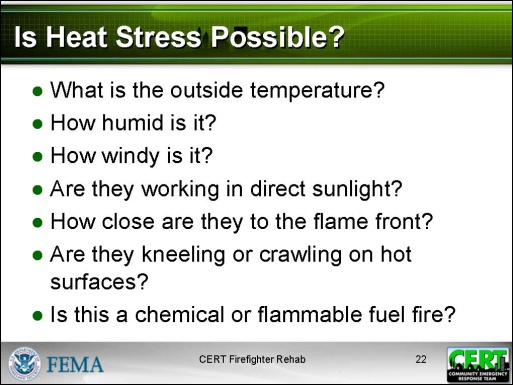 Is Heat Stress Possible?
● What is the outside temperature?
● How humid is it?
● How windy is it?
● Are they working in direct sunlight?
● How close are they to the flame front?
● Are they kneeling or crawling on hot
surfaces?
● Is this a chemical or flammable fuel fire?
FEMA
CERT Firefighter Rehab
22
CERT
COMMUNITY EMERGENCY
RESPONSE TEAM